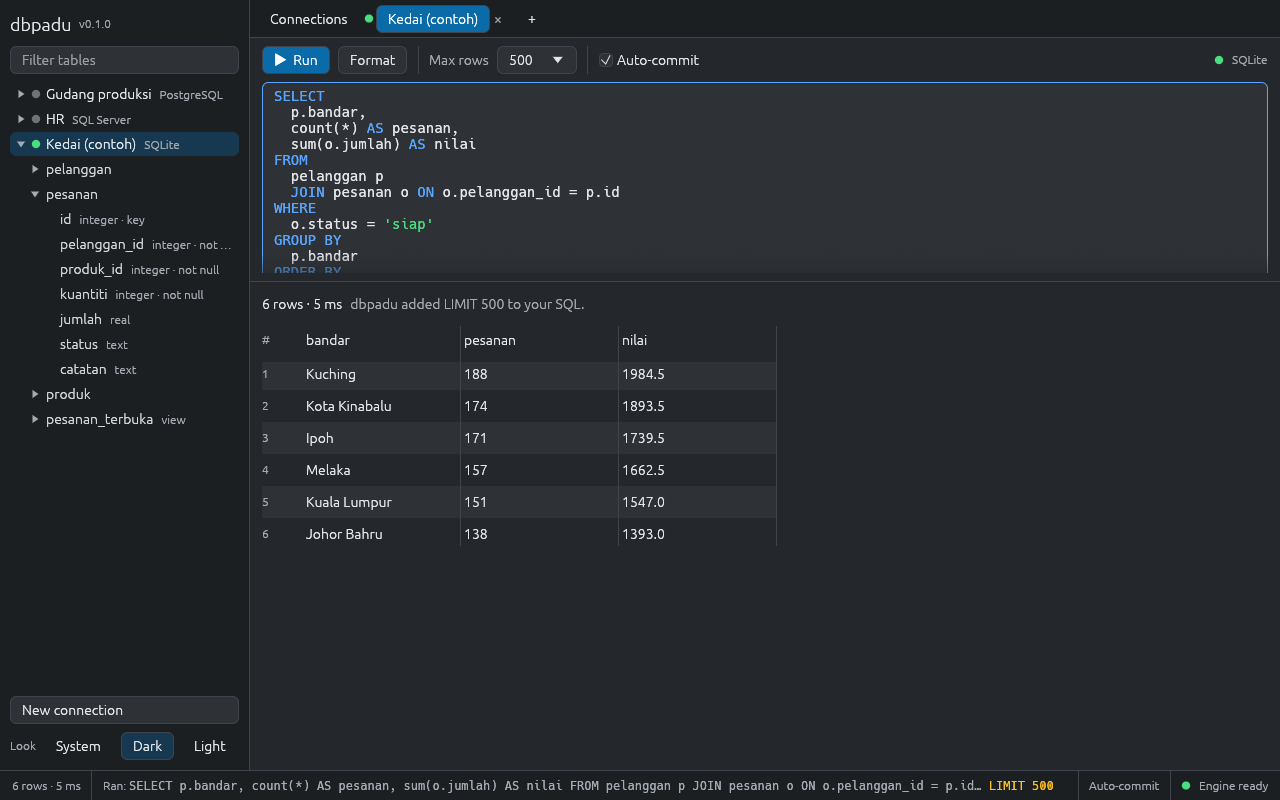 dbpadu v0.1.0
Filter tables
Gudang produksi PostgreSQL
HR SQL Server
Kedai (contoh) SQLite
pelanggan
pesanan
id integer · key
pelanggan_id integer · not ...
produk_id integer · not null
kuantiti integer · not null
jumlah real
status text
catatan text
produk
pesanan_terbuka view
New connection
Look System Dark Light
Connections Kedai (contoh) × +
Run Format Max rows 500 Auto-commit SQLite
SELECT
p.bandar,
count(*) AS pesanan,
sum(o.jumlah) AS nilai
FROM
pelanggan p
JOIN pesanan o ON o.pelanggan_id = p.id
WHERE
o.status = 'siap'
GROUP BY
p.bandar
ORDER BY
6 rows · 5 ms dbpadu added LIMIT 500 to your SQL.
# bandar pesanan nilai
1 Kuching 188 1984.5
2 Kota Kinabalu 174 1893.5
3 Ipoh 171 1739.5
4 Melaka 157 1662.5
5 Kuala Lumpur 151 1547.0
6 Johor Bahru 138 1393.0
6 rows · 5 ms Ran: SELECT p.bandar, count(*) AS pesanan, sum(o.jumlah) AS nilai FROM pelanggan p JOIN pesanan o ON o.pelanggan_id = p.id… LIMIT 500 Auto-commit Engine ready